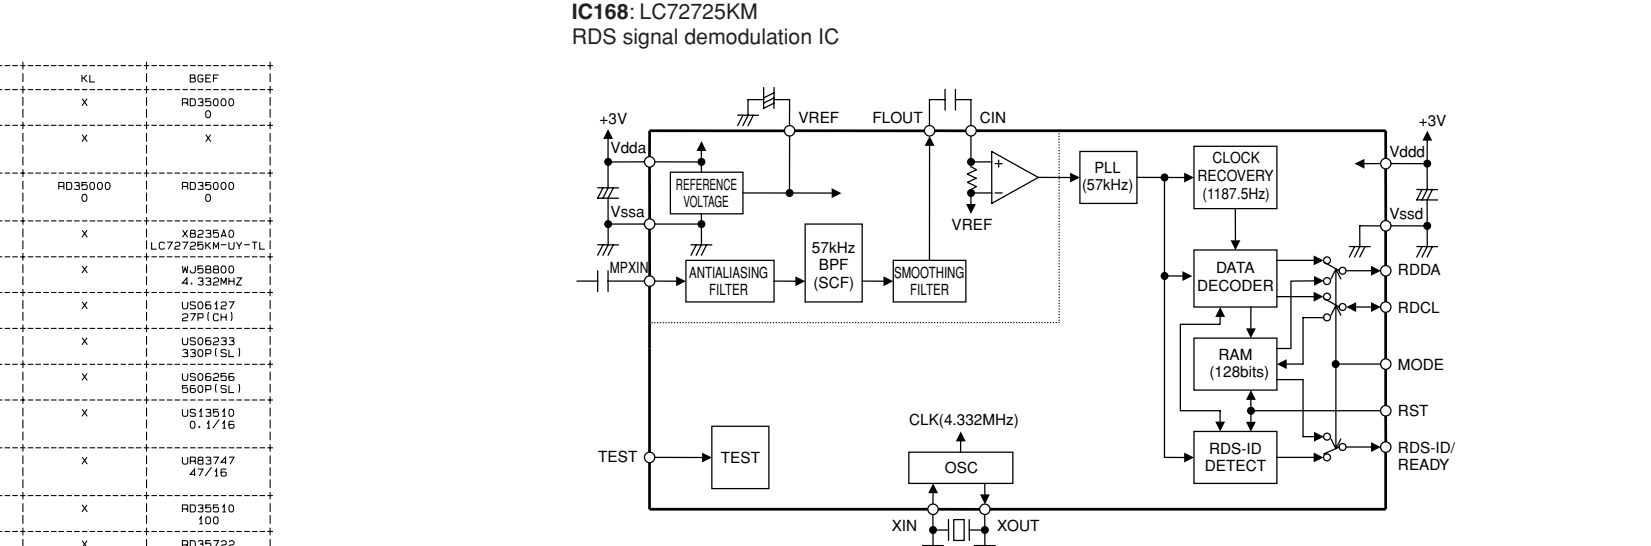 IC168: LC72725KM
RDS signal demodulation IC
KL BGEF
X RD35000
0
X X
RD35000 RD35000
0 0
X XB235A0
LC72725KM-UY-TL
X WJ58800
4.332MHZ
X US06127
27P(CH)
X US06233
330P(SL)
X US06256
560P(SL)
X US13510
0.1/16
X UR83747
47/16
X RD35510
100
X RD35722
+3V
VREF
FLOUT
CIN
+3V
Vdda
REFERENCE
VOLTAGE
Vssa
MPXIN
ANTIALIASING
FILTER
57kHz
BPF
(SCF)
SMOOTHING
FILTER
+
−
VREF
PLL
(57kHz)
CLOCK
RECOVERY
(1187.5Hz)
Vddd
Vssd
DATA
DECODER
RDDA
RDCL
RAM
(128bits)
MODE
RST
RDS-ID
DETECT
RDS-ID/
READY
TEST
TEST
CLK(4.332MHz)
OSC
XIN
XOUT